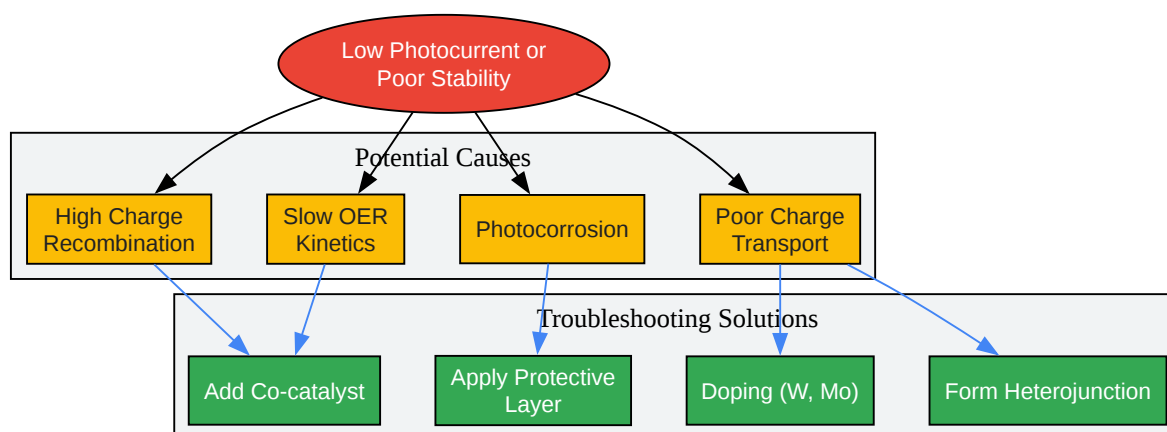 Low Photocurrent or
Poor Stability
Potential Causes
High Charge
Recombination
Slow OER
Kinetics
Photocorrosion
Poor Charge
Transport
Troubleshooting Solutions
Add Co-catalyst
Apply Protective
Layer
Doping (W, Mo)
Form Heterojunction